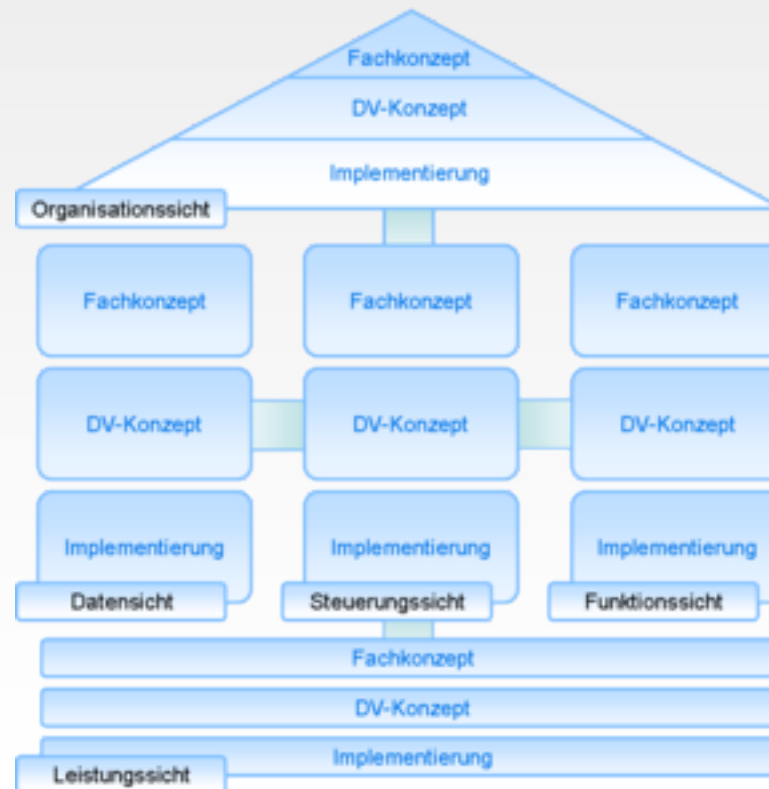 Fachkonzept
DV-Konzept
Implementierung
Organisationssicht
Fachkonzept Fachkonzept Fachkonzept
DV-Konzept DV-Konzept DV-Konzept
Implementierung Implementierung Implementierung
Datensicht Steuerungssicht Funktionssicht
Fachkonzept
DV-Konzept
Implementierung
Leistungssicht